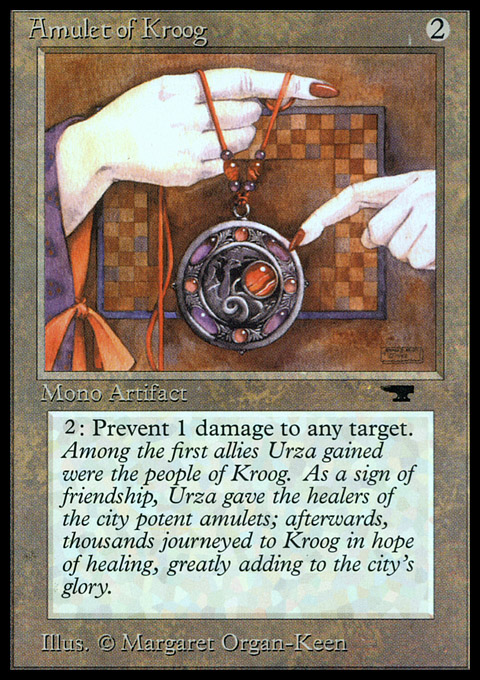 Amulet of Kroog
2
Mono Artifact
2: Prevent 1 damage to any target.
Among the first allies Urza gained
were the people of Kroog. As a sign of
friendship, Urza gave the healers of
the city potent amulets; afterwards,
thousands journeyed to Kroog in hope
of healing, greatly adding to the city's
glory.
Illus. © Margaret Organ-Keen